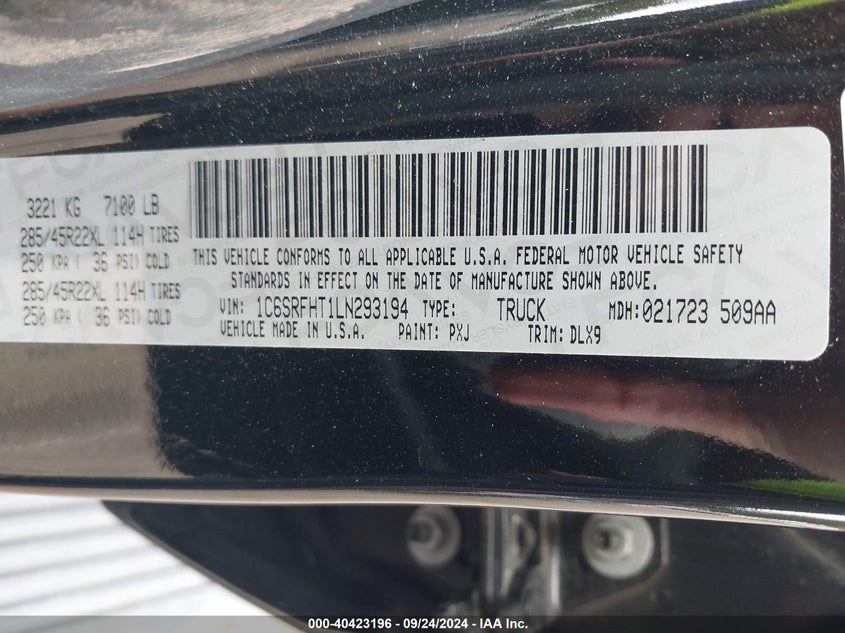 3221 KG 7100 LB
285/45R22XL 114H TIRES
250 KPA ( 36 PSI) COLD
285/45R22XL 114H TIRES
250 KPA ( 36 PSI) COLD
THIS VEHICLE CONFORMS TO ALL APPLICABLE U.S.A. FEDERAL MOTOR VEHICLE SAFETY
STANDARDS IN EFFECT ON THE DATE OF MANUFACTURE SHOWN ABOVE.
VIN: 1C6SRFHT1LN293194 TYPE: TRUCK MDH: 021723 509AA
VEHICLE MADE IN U.S.A. PAINT: PXJ TRIM: DLX9
000-40423196 - 09/24/2024 - IAA Inc.